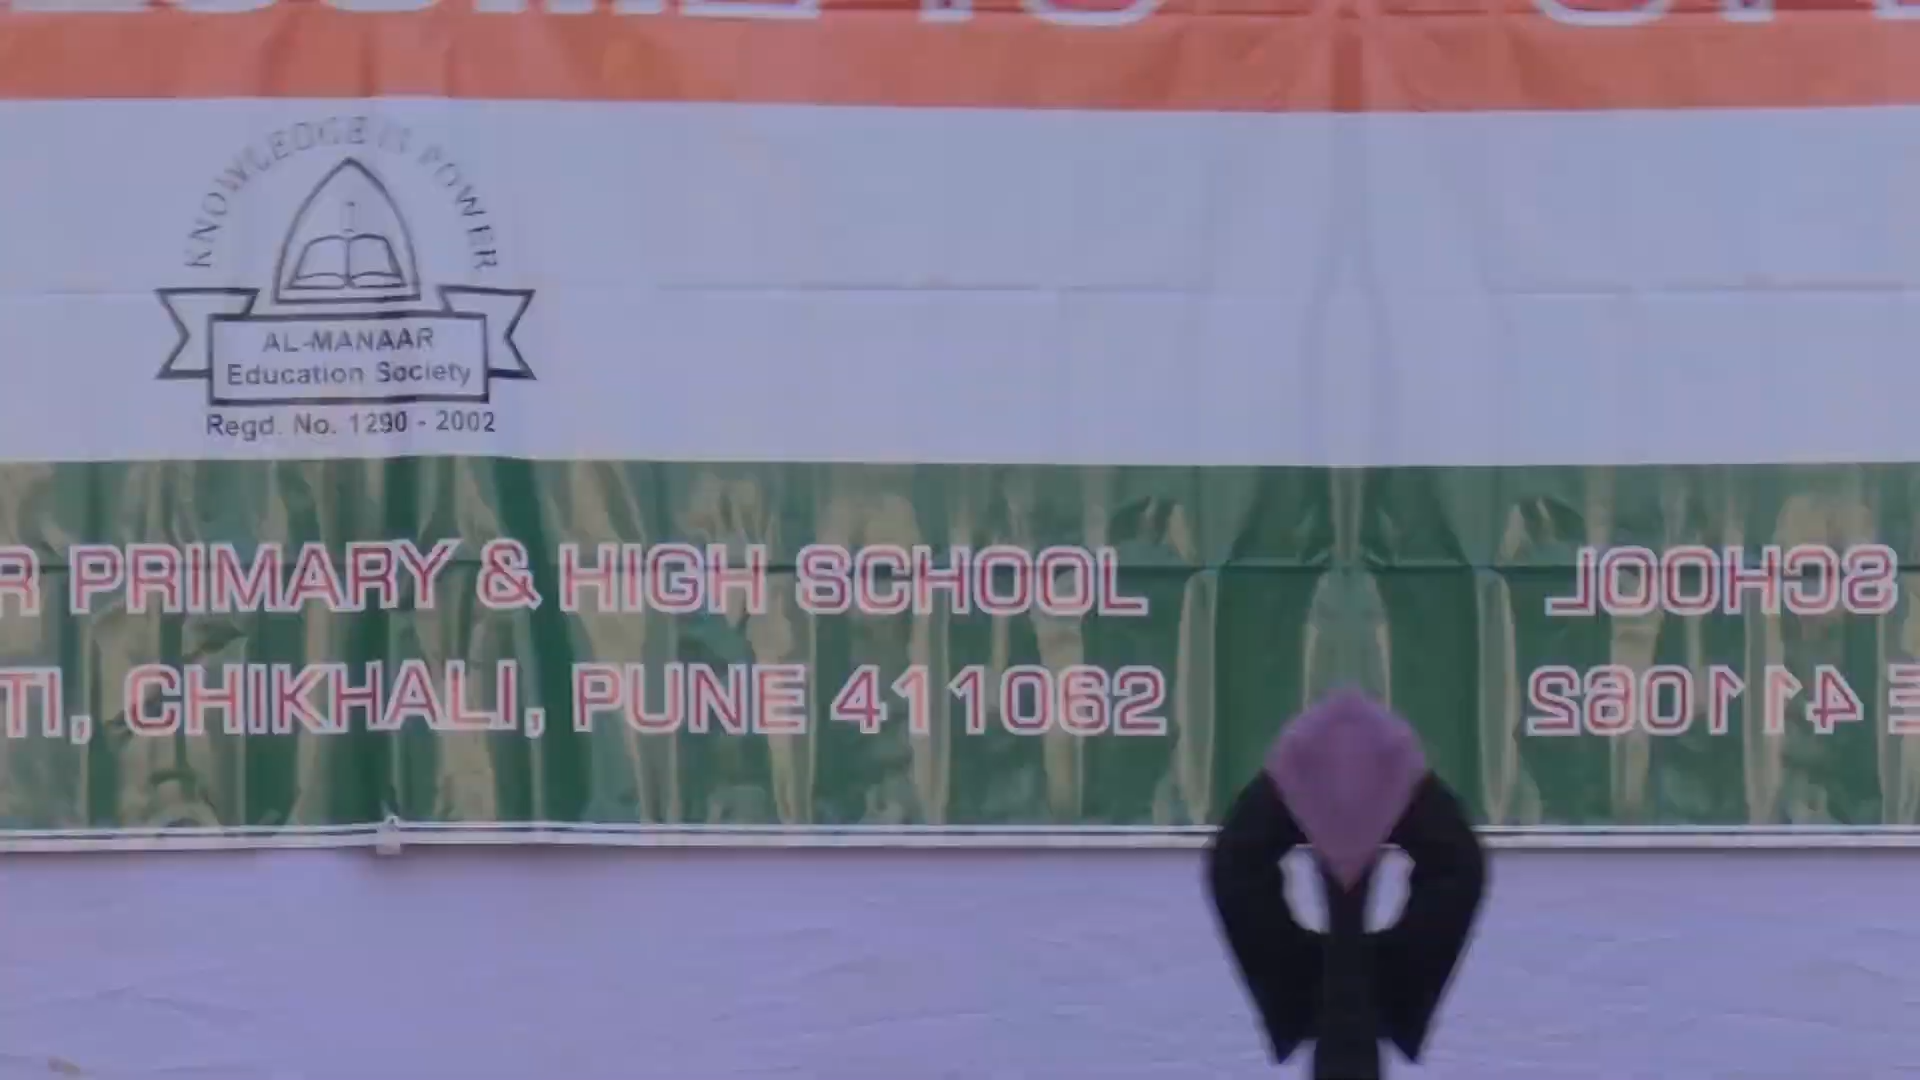 KNOWLEDGE IS POWER
AL-MANAAR
Education Society
Regd. No. 1290 - 2002
R PRIMARY & HIGH SCHOOL
TI, CHIKHALI, PUNE 411062
SCHOOL
E 411062